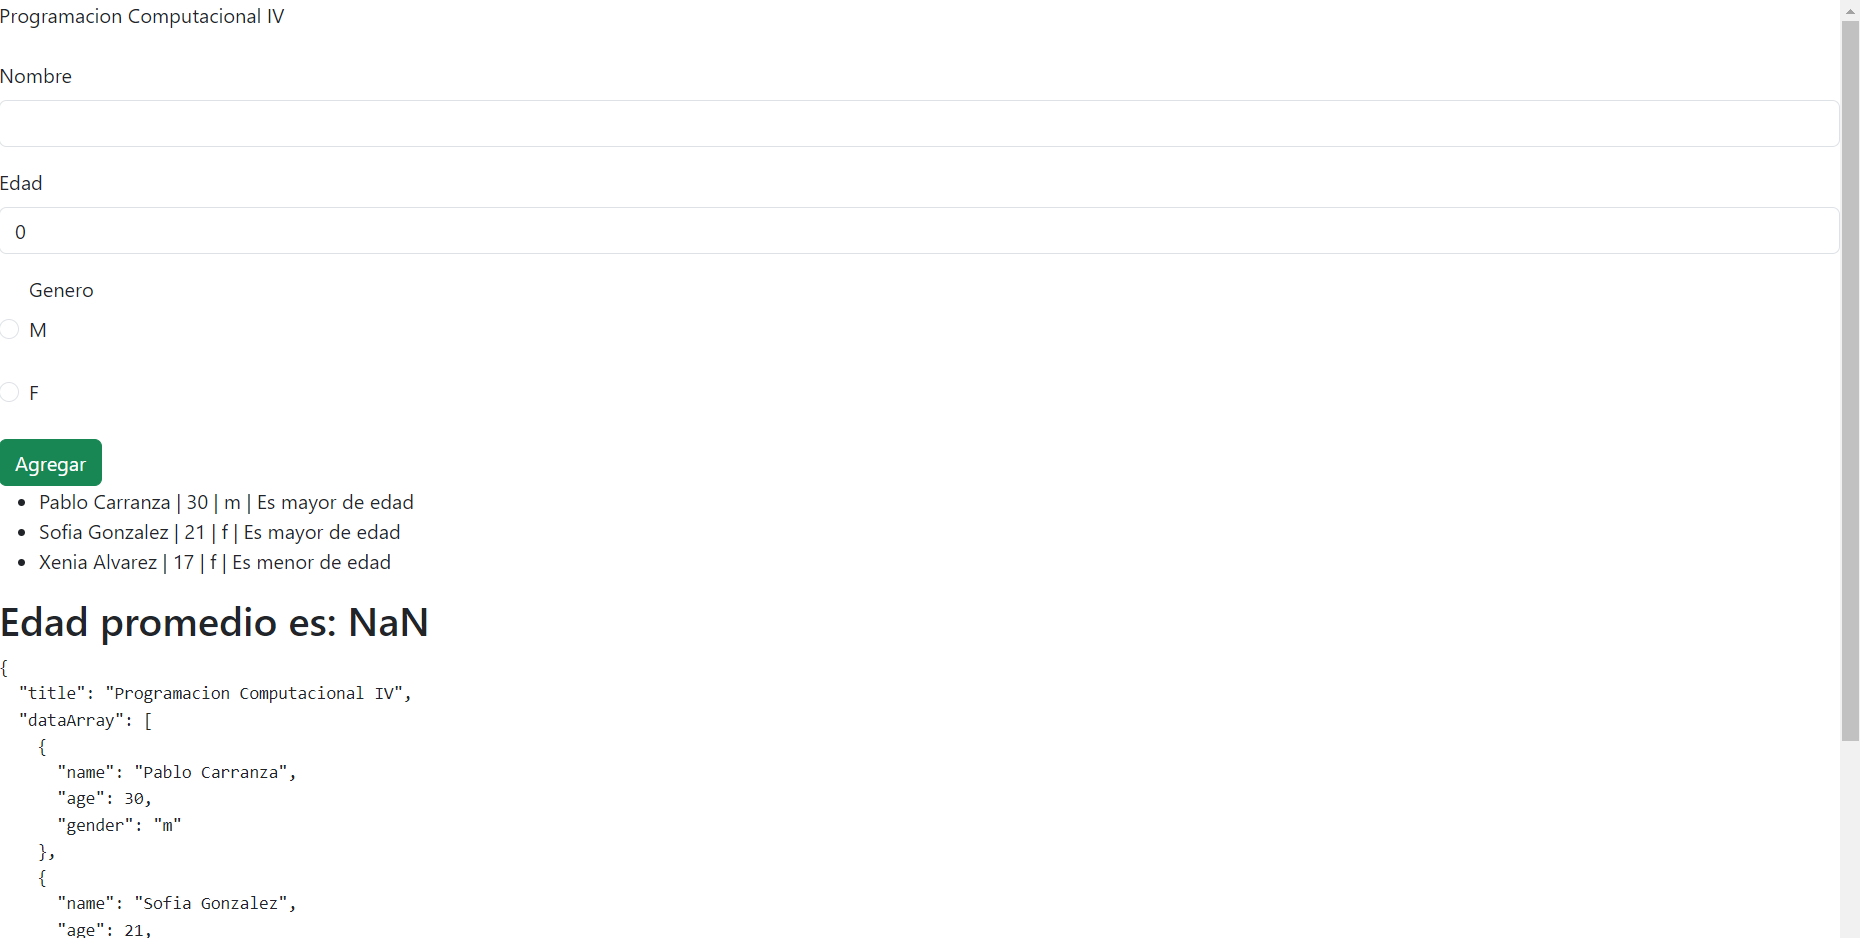 Programacion Computacional IV
Nombre
Edad
0
Genero
M
F
Agregar
Pablo Carranza | 30 | m | Es mayor de edad
Sofia Gonzalez | 21 | f | Es mayor de edad
Xenia Alvarez | 17 | f | Es menor de edad
Edad promedio es: NaN
{
  "title": "Programacion Computacional IV",
  "dataArray": [
    {
      "name": "Pablo Carranza",
      "age": 30,
      "gender": "m"
    },
    {
      "name": "Sofia Gonzalez",
      "age": 21,